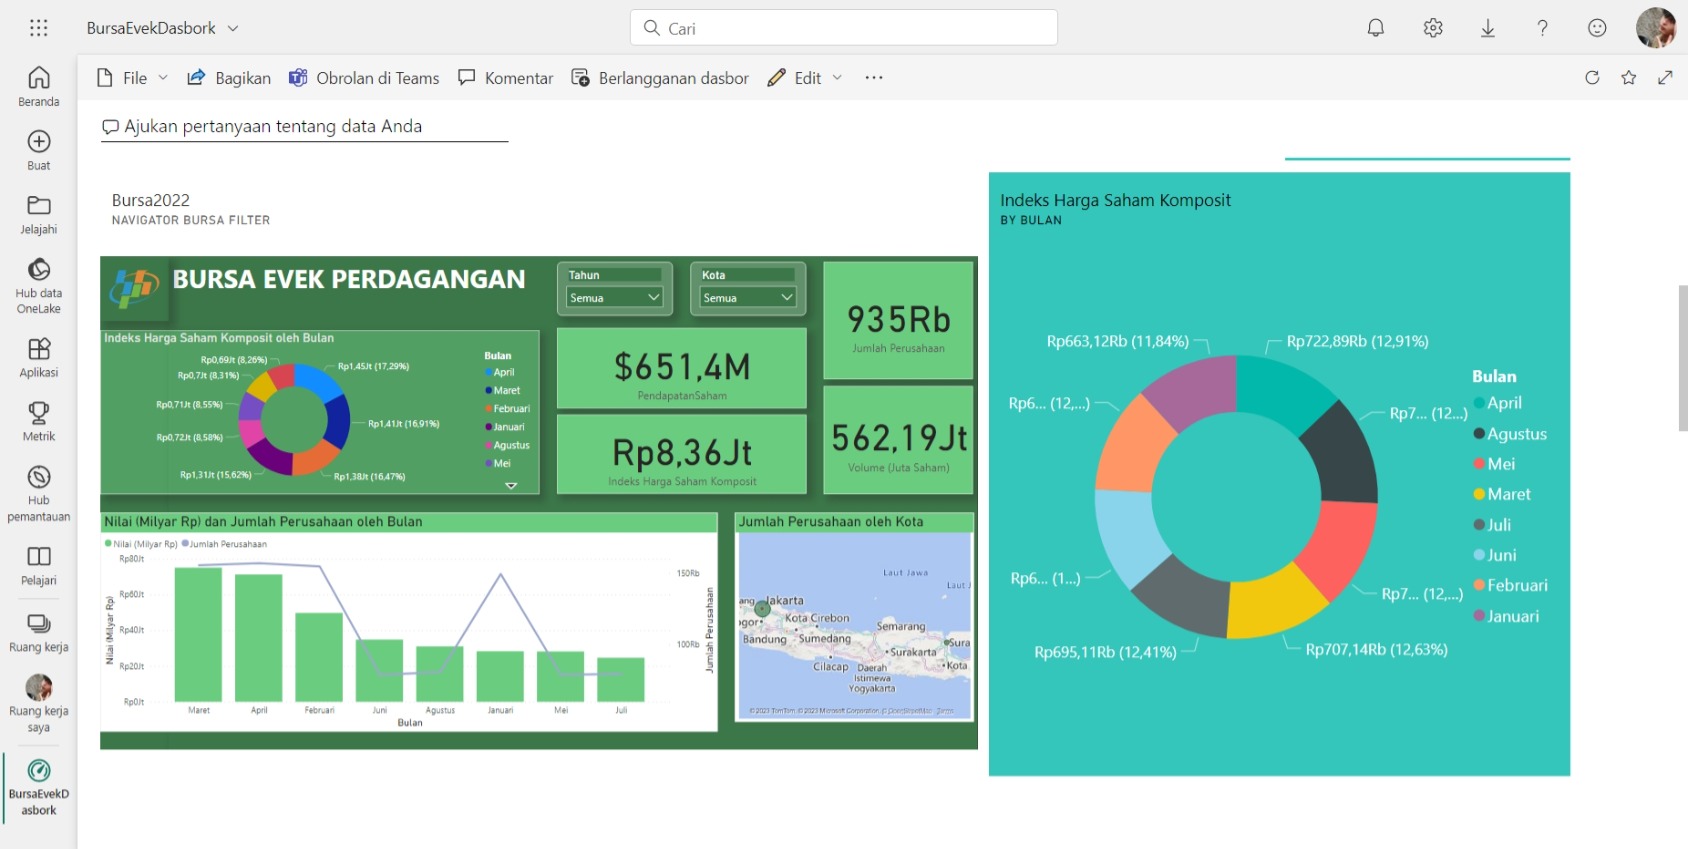 BursaEvekDasbork
Cari
File
Bagikan
Obrolan di Teams
Komentar
Berlangganan dasbor
Edit
Beranda
Buat
Jelajahi
Hub data
OneLake
Aplikasi
Metrik
Hub
pemantauan
Pelajari
Ruang kerja
Ruang kerja
saya
BursaEvekD
asbork
Ajukan pertanyaan tentang data Anda
Bursa2022
NAVIGATOR BURSA FILTER
BURSA EVEK PERDAGANGAN
Tahun
Semua
Kota
Semua
935Rb
Jumlah Perusahaan
Indeks Harga Saham Komposit oleh Bulan
Rp0,69Jt (8,26%)
Rp1,45Jt (17,29%)
Rp0,7Jt (8,31%)
Rp0,71Jt (8,55%)
Rp1,41Jt (16,91%)
Rp0,72Jt (8,58%)
Rp1,31Jt (15,62%)
Rp1,38Jt (16,47%)
Bulan
April
Maret
Februari
Januari
Agustus
Mei
$651,4M
PendapatanSaham
Rp8,36Jt
Indeks Harga Saham Komposit
562,19Jt
Volume (Juta Saham)
Nilai (Milyar Rp) dan Jumlah Perusahaan oleh Bulan
Nilai (Milyar Rp) Jumlah Perusahaan
Rp80Jt
Rp60Jt
Rp40Jt
Rp20Jt
Rp0Jt
Nilai (Milyar Rp)
150Rb
100Rb
Jumlah Perusahaan
Maret April Februari Juni Agustus Januari Mei Juli
Bulan
Jumlah Perusahaan oleh Kota
Laut Jawa
Laut J
ang Jakarta
ogor
Kota Cirebon
Semarang
Bandung Sumedang
Sura
Surakarta
Cilacap
Daerah
Istimewa
Yogyakarta
Kota
© 2023 TomTom, © 2023 Microsoft Corporation, © OpenStreetMap Terms
Indeks Harga Saham Komposit
BY BULAN
Rp663,12Rb (11,84%)
Rp722,89Rb (12,91%)
Rp6... (12,...)
Rp7... (12...)
Rp6... (1...)
Rp7... (12,...)
Rp695,11Rb (12,41%)
Rp707,14Rb (12,63%)
Bulan
April
Agustus
Mei
Maret
Juli
Juni
Februari
Januari